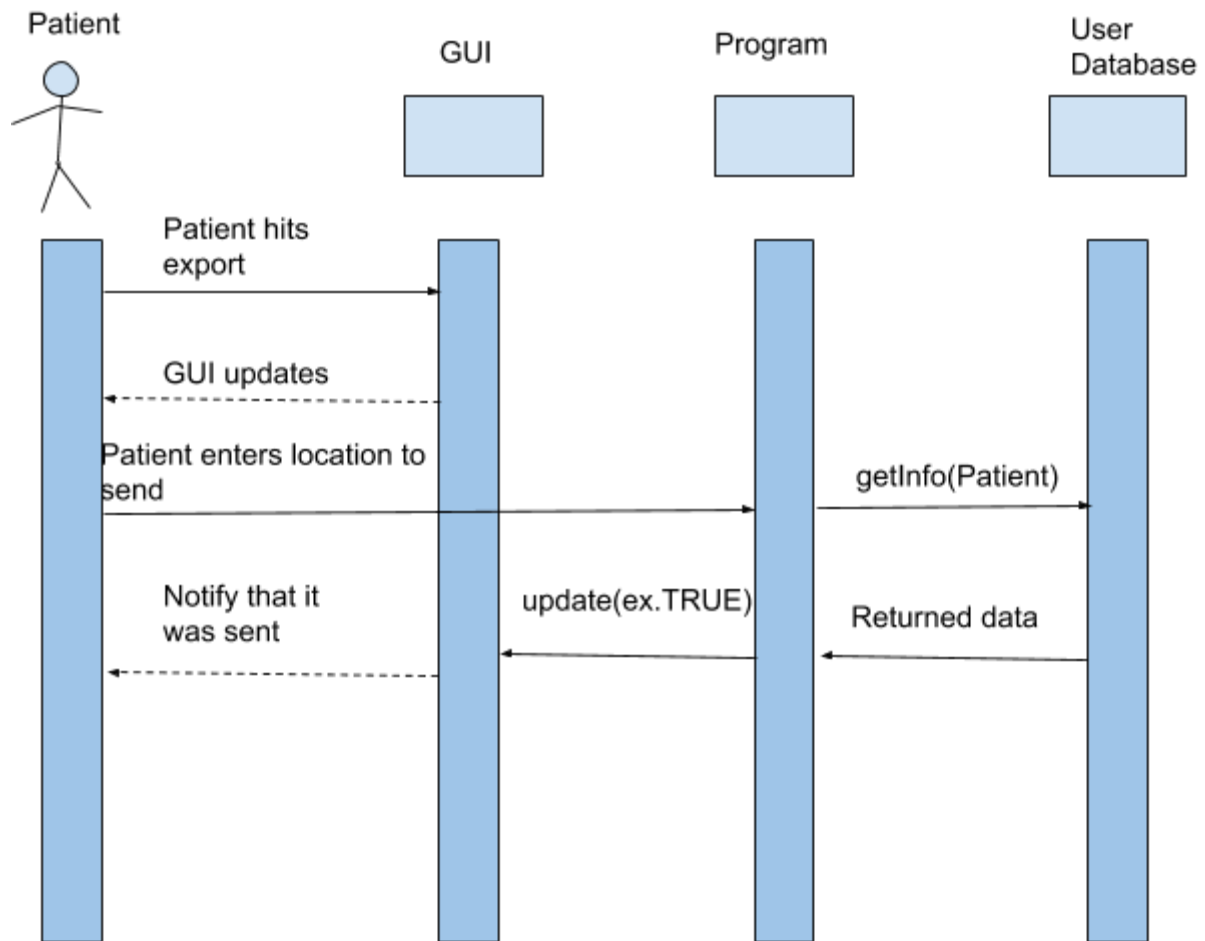 Patient
GUI
Program
User
Database
Patient hits
export
GUI updates
Patient enters location to
send
getInfo(Patient)
Notify that it
was sent
update(ex.TRUE)
Returned data